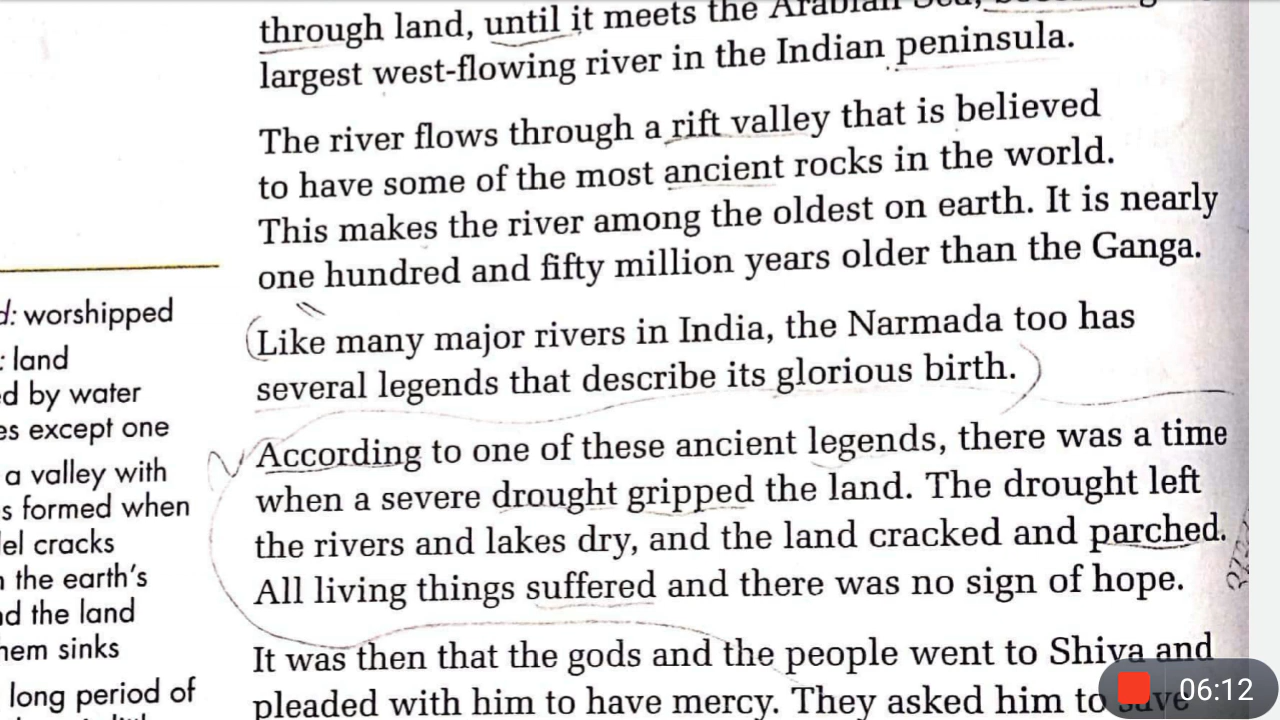 through land, until it meets the Arabian Sea,
largest west-flowing river in the Indian peninsula.
The river flows through a rift valley that is believed
to have some of the most ancient rocks in the world.
This makes the river among the oldest on earth. It is nearly
one hundred and fifty million years older than the Ganga.
Like many major rivers in India, the Narmada too has
several legends that describe its glorious birth.
According to one of these ancient legends, there was a time
when a severe drought gripped the land. The drought left
the rivers and lakes dry, and the land cracked and parched.
All living things suffered and there was no sign of hope.
It was then that the gods and the people went to Shiva and
pleaded with him to have mercy. They asked him to save
d: worshipped
: land
ed by water
es except one
a valley with
s formed when
lel cracks
n the earth's
nd the land
hem sinks
long period of
06:12